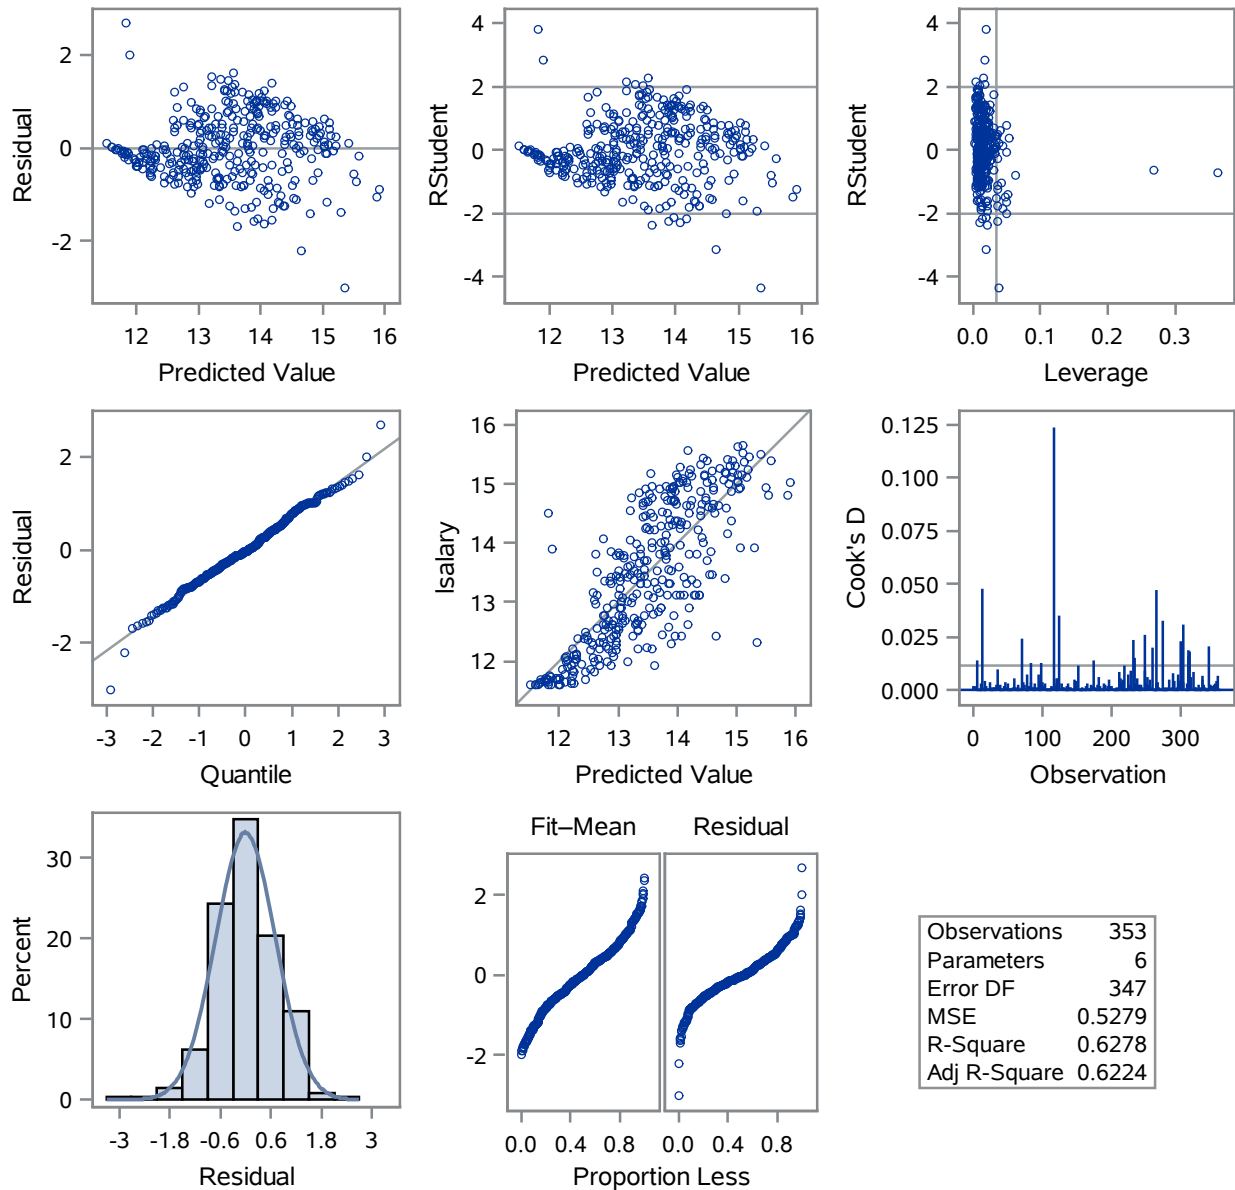 Residual
2
0
-2
12 13 14 15 16
Predicted Value
RStudent
4
2
0
-2
-4
12 13 14 15 16
Predicted Value
RStudent
4
2
0
-2
-4
0.0 0.1 0.2 0.3
Leverage
Residual
2
0
-2
-3 -2 -1 0 1 2 3
Quantile
lsalary
16
15
14
13
12
12 13 14 15 16
Predicted Value
Cook's D
0.125
0.100
0.075
0.050
0.025
0.000
0 100 200 300
Observation
Percent
30
20
10
0
-3 -1.8 -0.6 0.6 1.8 3
Residual
Fit–Mean Residual
2
0
-2
0.0 0.4 0.8 0.0 0.4 0.8
Proportion Less
Observations 353
Parameters 6
Error DF 347
MSE 0.5279
R-Square 0.6278
Adj R-Square 0.6224